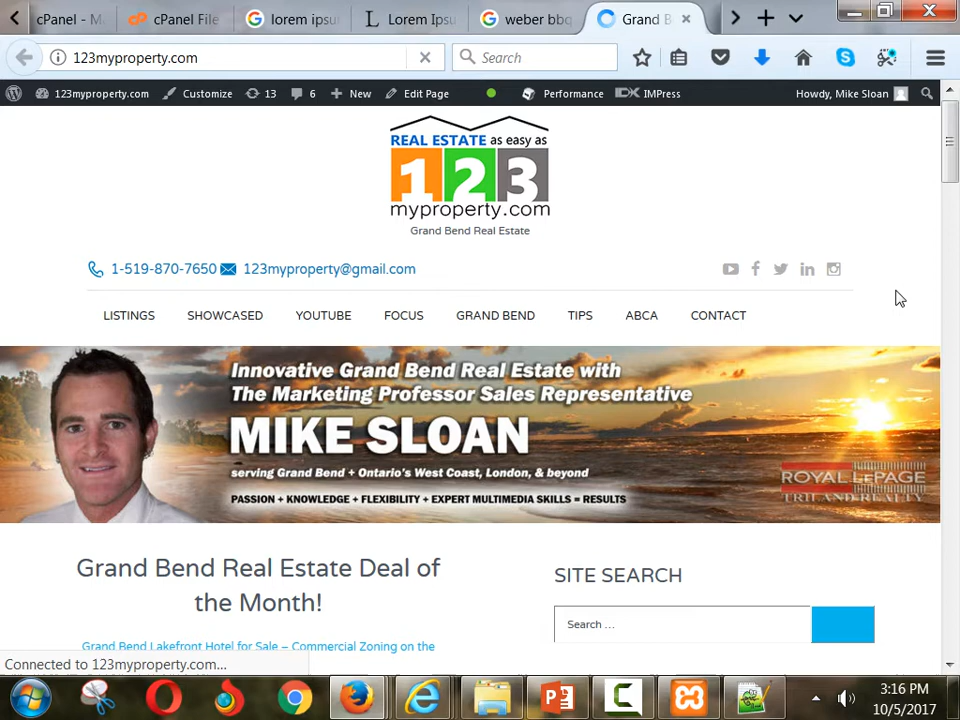 cPanel - M
cPanel File
lorem ipsu
Lorem Ips
weber bbq
Grand B
123myproperty.com
Search
123myproperty.com
Customize
13
6
New
Edit Page
Performance
IMPress
Howdy, Mike Sloan
REAL ESTATE as easy as
123
myproperty.com
Grand Bend Real Estate
1-519-870-7650
123myproperty@gmail.com
LISTINGS
SHOWCASED
YOUTUBE
FOCUS
GRAND BEND
TIPS
ABCA
CONTACT
Innovative Grand Bend Real Estate with
The Marketing Professor Sales Representative
MIKE SLOAN
serving Grand Bend + Ontario's West Coast, London, & beyond
PASSION + KNOWLEDGE + FLEXIBILITY + EXPERT MULTIMEDIA SKILLS = RESULTS
ROYAL LEPAGE
TRILAND REALTY
Grand Bend Real Estate Deal of
the Month!
SITE SEARCH
Search ...
Grand Bend Lakefront Hotel for Sale – Commercial Zoning on the
Connected to 123myproperty.com...
3:16 PM
10/5/2017